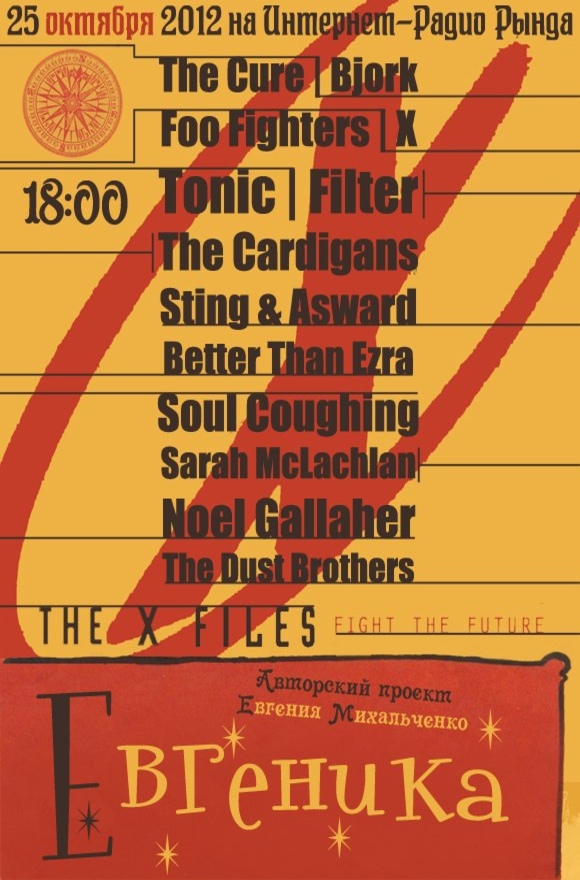 25 октября 2012 на Интернет-Радио Рында
The Cure | Bjork
Foo Fighters | X
18:00
Tonic | Filter
The Cardigans
Sting & Asward
Better Than Ezra
Soul Coughing
Sarah McLachlan
Noel Gallaher
The Dust Brothers
THE X FILES FIGHT THE FUTURE
Авторский проект
Евгения Михальченко
Евгеника